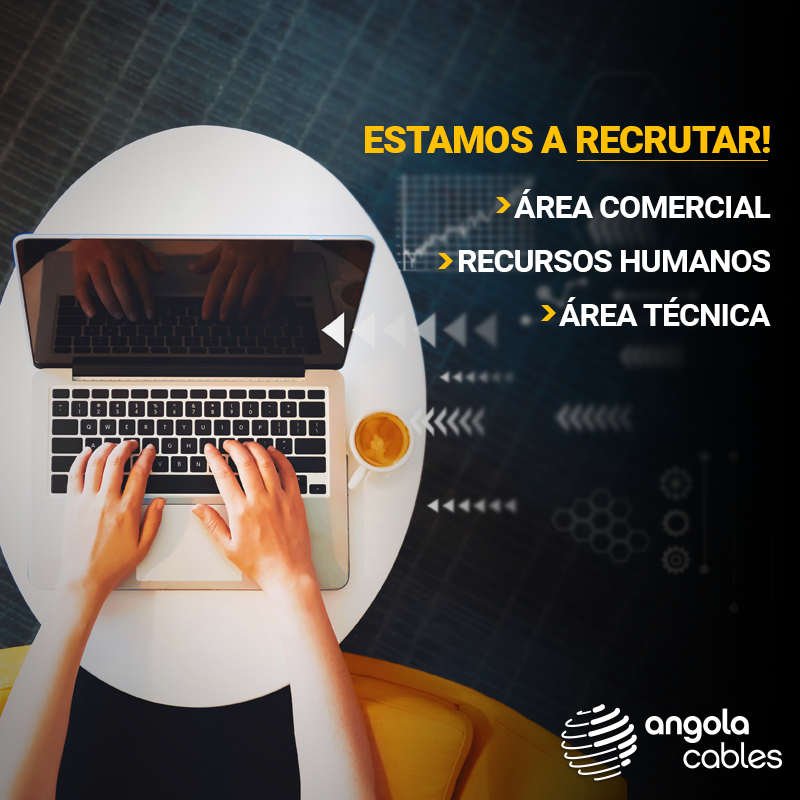 ESTAMOS A RECRUTAR!
ÁREA COMERCIAL
RECURSOS HUMANOS
ÁREA TÉCNICA
angola
cables